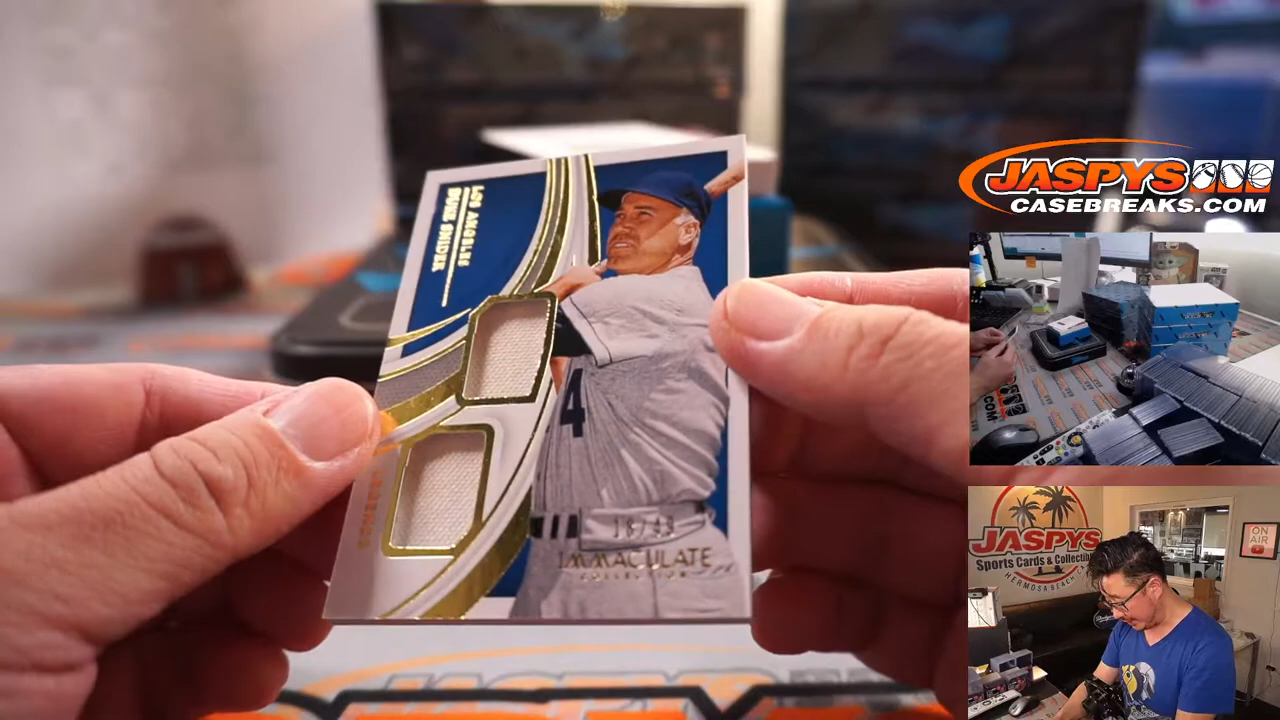 LOS ANGELES
DUKE SNIDER
4
18/49
IMMACULATE
COLLECTION
JASPYS
CASEBREAKS.COM
.COM
JASPYS
Sports Cards & Collectibles
HERMOSA BEACH
ON
AIR